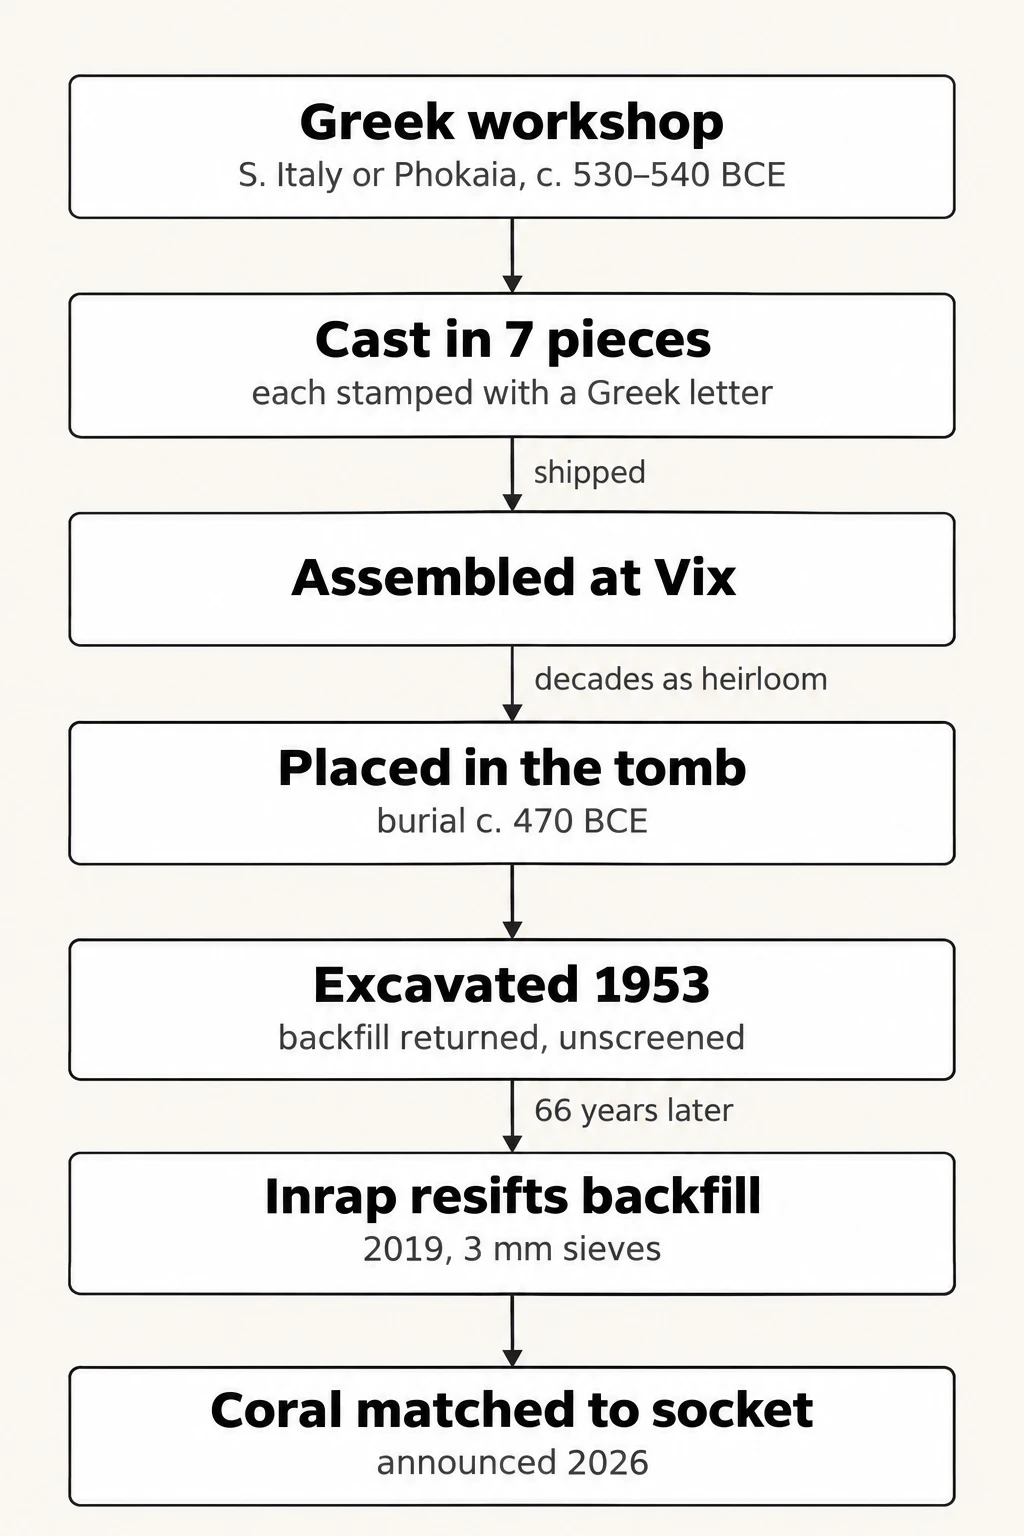 Greek workshop
S. Italy or Phokaia, c. 530–540 BCE
Cast in 7 pieces
each stamped with a Greek letter
shipped
Assembled at Vix
decades as heirloom
Placed in the tomb
burial c. 470 BCE
Excavated 1953
backfill returned, unscreened
66 years later
Inrap resifts backfill
2019, 3 mm sieves
Coral matched to socket
announced 2026